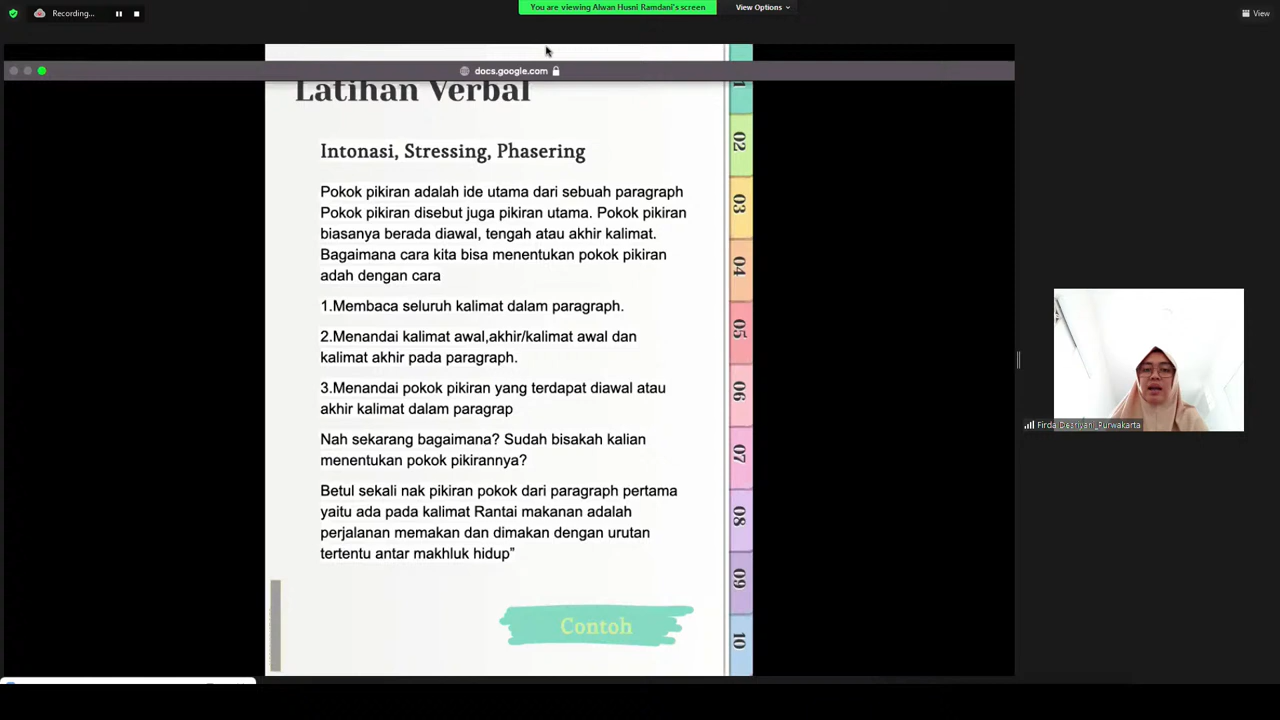 Recording...
You are viewing Alwan Husni Ramdani's screen
View Options
View
docs.google.com
Latihan Verbal
Intonasi, Stressing, Phasering
Pokok pikiran adalah ide utama dari sebuah paragraph
Pokok pikiran disebut juga pikiran utama. Pokok pikiran
biasanya berada diawal, tengah atau akhir kalimat.
Bagaimana cara kita bisa menentukan pokok pikiran
adah dengan cara
1.Membaca seluruh kalimat dalam paragraph.
2.Menandai kalimat awal,akhir/kalimat awal dan
kalimat akhir pada paragraph.
3.Menandai pokok pikiran yang terdapat diawal atau
akhir kalimat dalam paragrap
Nah sekarang bagaimana? Sudah bisakah kalian
menentukan pokok pikirannya?
Betul sekali nak pikiran pokok dari paragraph pertama
yaitu ada pada kalimat Rantai makanan adalah
perjalanan memakan dan dimakan dengan urutan
tertentu antar makhluk hidup”
Contoh
1
02
03
04
05
06
07
08
09
10
Firda Desriyani_Purwakarta